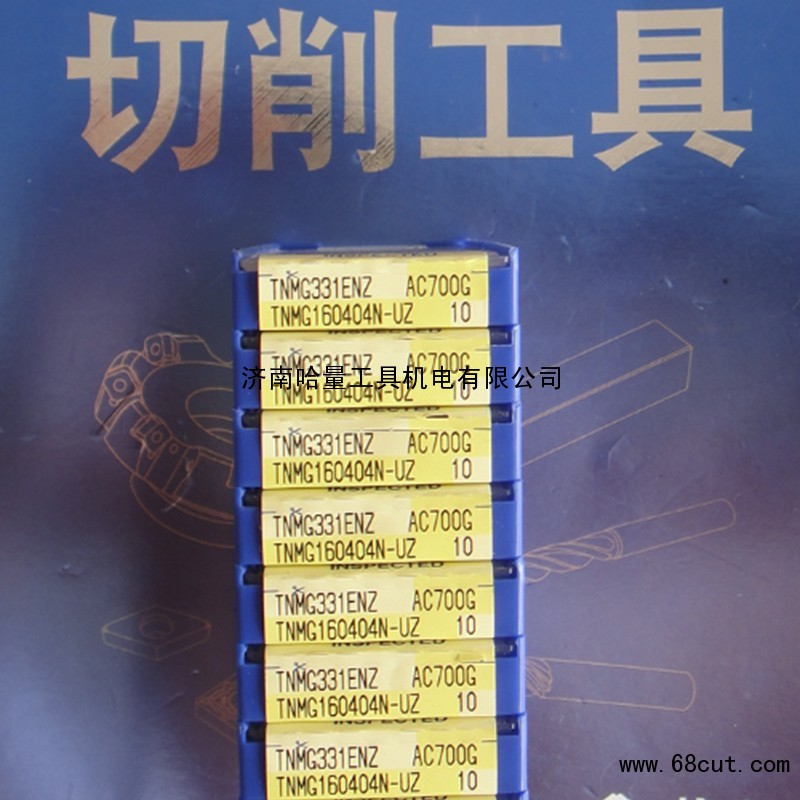 切削工具
TNMG331ENZ AC700G
TNMG160404N-UZ 10
INSPECTED
TNMG331ENZ AC700G
济南哈量工具机电有限公司
TNMG160404N-UZ 10
INSPECTED
TNMG331ENZ AC700G
TNMG160404N-UZ 10
INSPECTED
TNMG331ENZ AC700G
TNMG160404N-UZ 10
INSPECTED
TNMG331ENZ AC700G
TNMG160404N-UZ 10
INSPECTED
TNMG331ENZ AC700G
TNMG160404N-UZ 10
INSPECTED
TNMG331ENZ AC700G
www.68cut.com
TNMG160404N-UZ 10